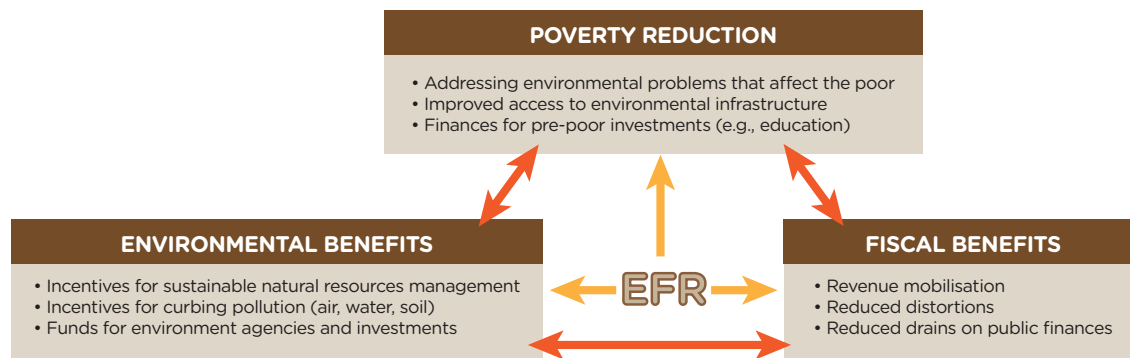 POVERTY REDUCTION
• Addressing environmental problems that affect the poor
• Improved access to environmental infrastructure
• Finances for pre-poor investments (e.g., education)
ENVIRONMENTAL BENEFITS
• Incentives for sustainable natural resources management
• Incentives for curbing pollution (air, water, soil)
• Funds for environment agencies and investments
EFR
FISCAL BENEFITS
• Revenue mobilisation
• Reduced distortions
• Reduced drains on public finances